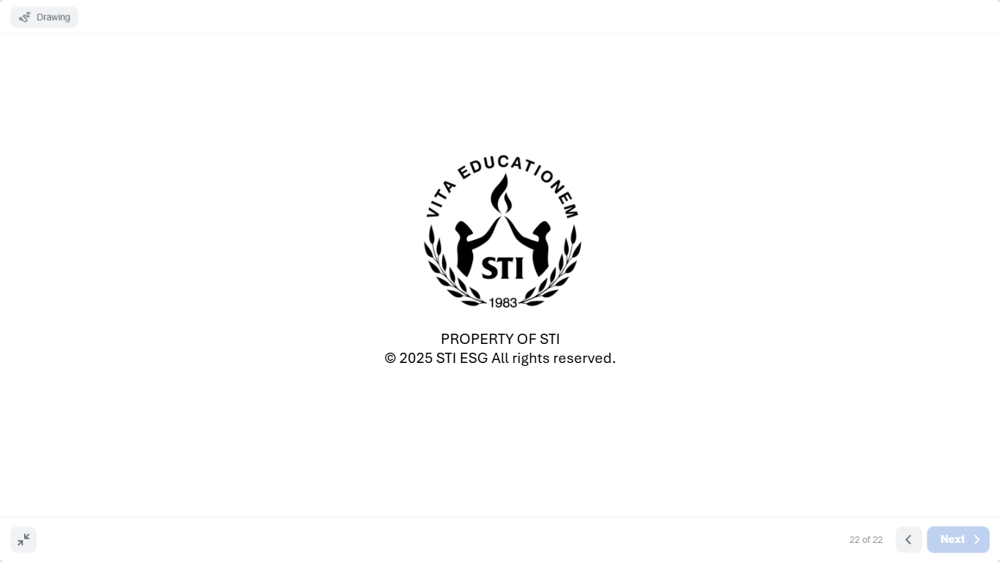 Drawing
VITA EDUCATIONEM
STI
1983
PROPERTY OF STI
© 2025 STI ESG All rights reserved.
22 of 22
Next